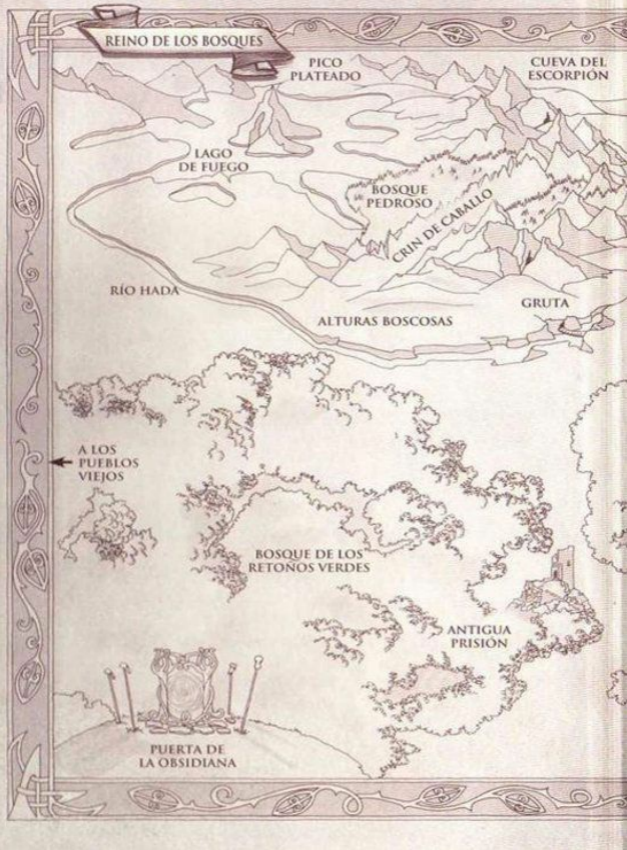 REINO DE LOS BOSQUES
PICO
PLATEADO
CUEVA DEL
ESCORPIÓN
LAGO
DE FUEGO
BOSQUE
PEDROSO
CRIN DE CABALLO
RÍO HADA
GRUTA
ALTURAS BOSCOSAS
A LOS
PUEBLOS
VIEJOS
BOSQUE DE LOS
RETOÑOS VERDES
ANTIGUA
PRISIÓN
PUERTA DE
LA OBSIDIANA